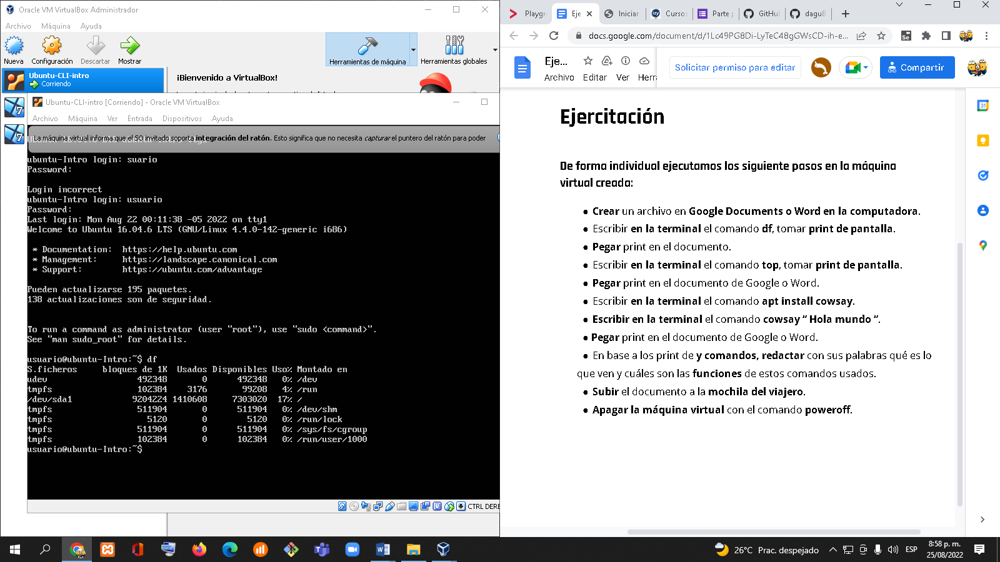 Oracle VM VirtualBox Administrador
Archivo Máquina Ayuda
Nueva Configuración Descartar Mostrar
Herramientas de máquina Herramientas globales
Ubuntu-CLI-intro
Corriendo
¡Bienvenido a VirtualBox!
Ubuntu-CLI-intro [Corriendo] - Oracle VM VirtualBox
Archivo Máquina Ver Entrada Dispositivos Ayuda
La máquina virtual informa que el SO invitado soporta integración del ratón. Esto significa que no necesita capturar el puntero del ratón para poder
ubuntu-Intro login: suario
Password:
Login incorrect
ubuntu-Intro login: usuario
Password:
Last login: Mon Aug 22 00:11:38 -05 2022 on tty1
Welcome to Ubuntu 16.04.6 LTS (GNU/Linux 4.4.0-142-generic i686)
* Documentation: https://help.ubuntu.com
* Management: https://landscape.canonical.com
* Support: https://ubuntu.com/advantage
Pueden actualizarse 195 paquetes.
138 actualizaciones son de seguridad.
To run a command as administrator (user "root"), use "sudo <command>".
See "man sudo_root" for details.
usuario@ubuntu-Intro:~$ df
S.ficheros bloques de 1K Usados Disponibles Uso% Montado en
udev 492348 0 492348 0% /dev
tmpfs 102384 3176 99208 4% /run
/dev/sda1 9204224 1410608 7303020 17% /
tmpfs 511904 0 511904 0% /dev/shm
tmpfs 5120 0 5120 0% /run/lock
tmpfs 511904 0 511904 0% /sys/fs/cgroup
tmpfs 102384 0 102384 0% /run/user/1000
usuario@ubuntu-Intro:~$
CTRL DERE
Playgr Eje Iniciar Cursos Parte p GitHub dagu8
docs.google.com/document/d/1Lc49PG8Di-LyTeC48gGWsCD-ih-e...
Eje...
Archivo Editar Ver Herra
Solicitar permiso para editar
Compartir
Ejercitación
De forma individual ejecutamos los siguiente pasos en la máquina
virtual creada:
● Crear un archivo en Google Documents o Word en la computadora.
● Escribir en la terminal el comando df, tomar print de pantalla.
● Pegar print en el documento.
● Escribir en la terminal el comando top, tomar print de pantalla.
● Pegar print en el documento de Google o Word.
● Escribir en la terminal el comando apt install cowsay.
● Escribir en la terminal el comando cowsay “ Hola mundo “.
● Pegar print en el documento de Google o Word.
● En base a los print de y comandos, redactar con sus palabras qué es lo
que ven y cuáles son las funciones de estos comandos usados.
● Subir el documento a la mochila del viajero.
● Apagar la máquina virtual con el comando poweroff.
31
26°C Prac. despejado
ESP
8:58 p. m.
25/08/2022